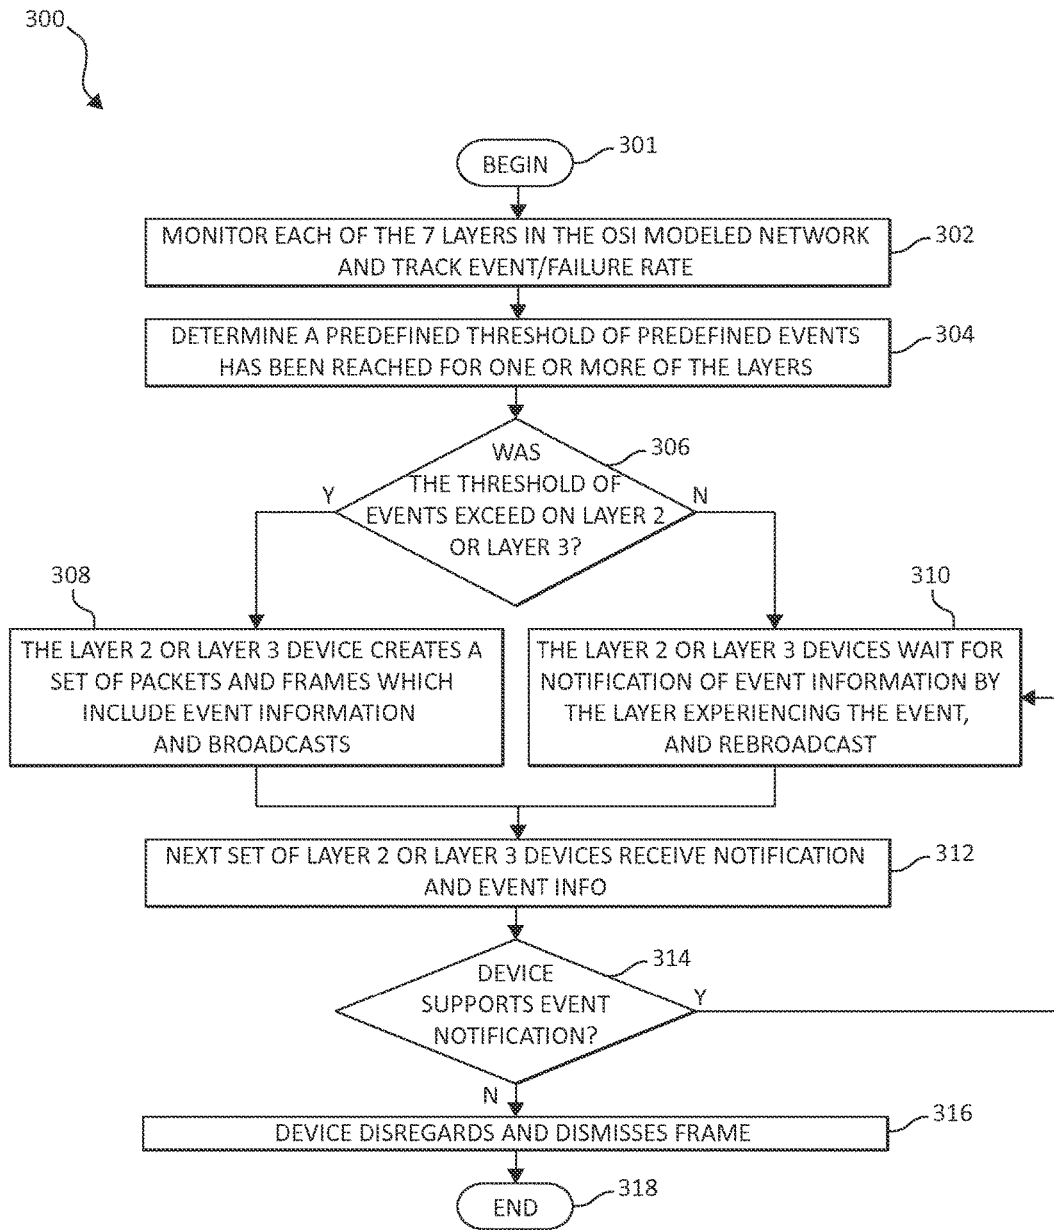 300
BEGIN
301
MONITOR EACH OF THE 7 LAYERS IN THE OSI MODELED NETWORK
AND TRACK EVENT/FAILURE RATE
302
DETERMINE A PREDEFINED THRESHOLD OF PREDEFINED EVENTS
HAS BEEN REACHED FOR ONE OR MORE OF THE LAYERS
304
WAS
THE THRESHOLD OF
EVENTS EXCEED ON LAYER 2
OR LAYER 3?
306
Y
N
308
THE LAYER 2 OR LAYER 3 DEVICE CREATES A
SET OF PACKETS AND FRAMES WHICH
INCLUDE EVENT INFORMATION
AND BROADCASTS
310
THE LAYER 2 OR LAYER 3 DEVICES WAIT FOR
NOTIFICATION OF EVENT INFORMATION BY
THE LAYER EXPERIENCING THE EVENT,
AND REBROADCAST
NEXT SET OF LAYER 2 OR LAYER 3 DEVICES RECEIVE NOTIFICATION
AND EVENT INFO
312
DEVICE
SUPPORTS EVENT
NOTIFICATION?
314
Y
N
DEVICE DISREGARDS AND DISMISSES FRAME
316
END
318